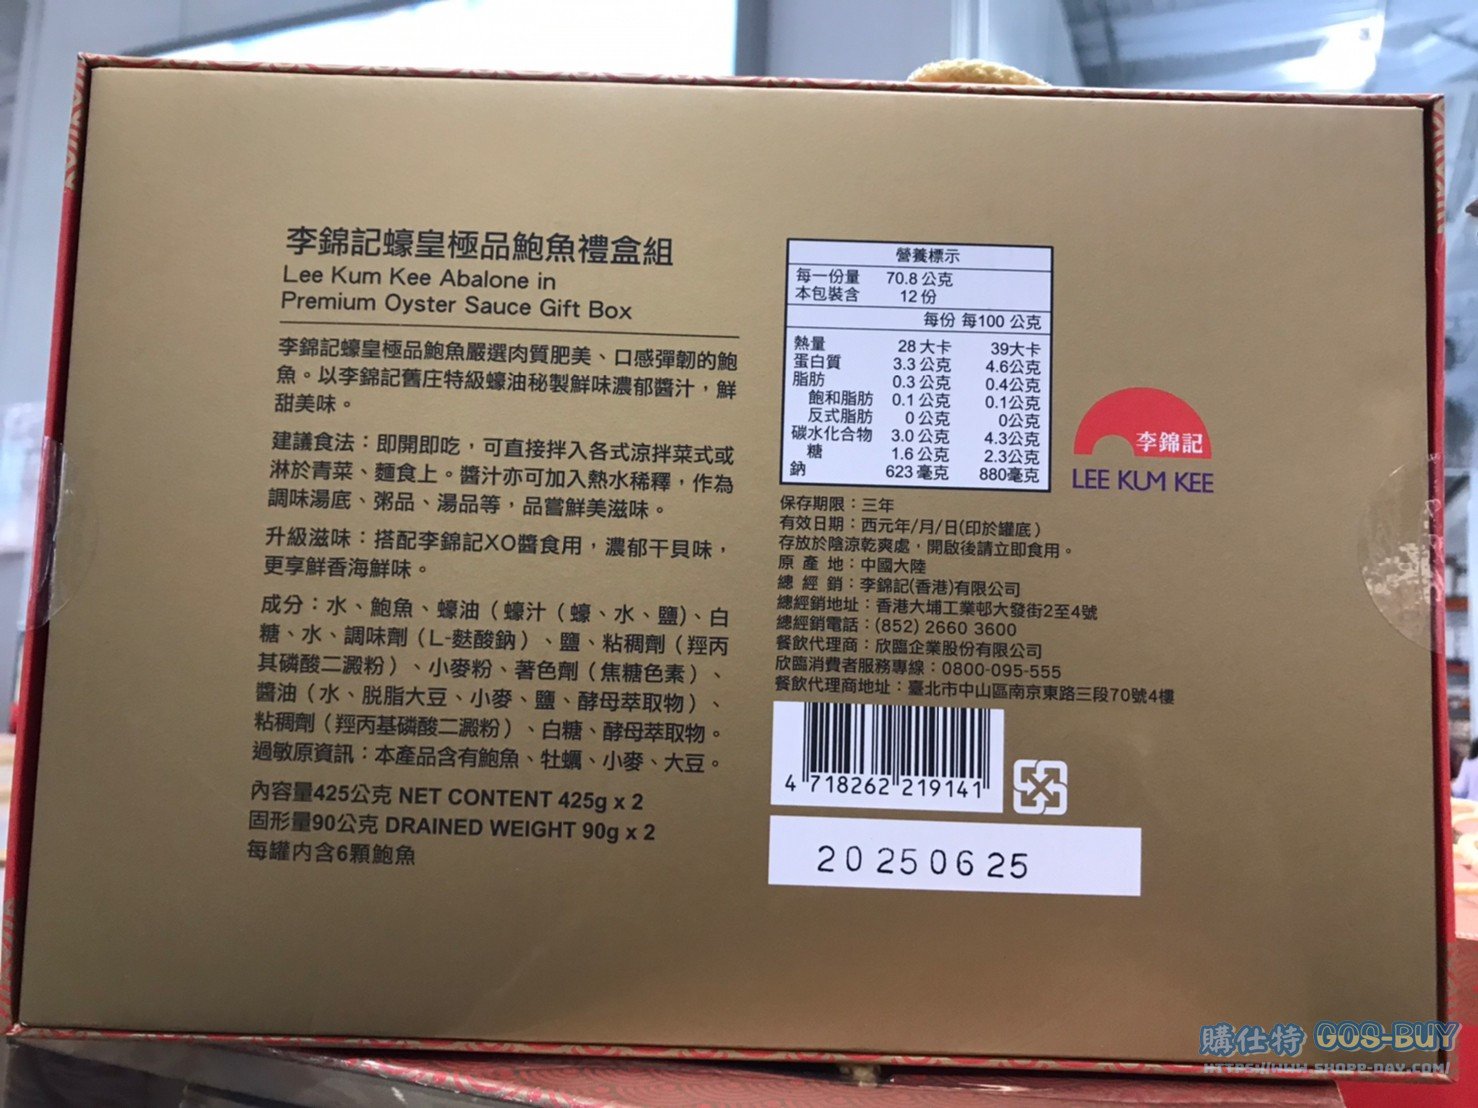 李錦記蠔皇極品鮑魚禮盒組
Lee Kum Kee Abalone in
Premium Oyster Sauce Gift Box
李錦記蠔皇極品鮑魚嚴選肉質肥美、口感彈韌的鮑
魚。以李錦記舊庄特級蠔油秘製鮮味濃郁醬汁，鮮
甜美味。
建議食法：即開即吃，可直接拌入各式涼拌菜式或
淋於青菜、麵食上。醬汁亦可加入熱水稀釋，作為
調味湯底、粥品、湯品等，品嘗鮮美滋味。
升級滋味：搭配李錦記XO醬食用，濃郁干貝味，
更享鮮香海鮮味。
成分：水、鮑魚、蠔油（蠔汁（蠔、水、鹽)、白
糖、水、調味劑（L-麩酸鈉）、鹽、粘稠劑（羥丙
其磷酸二澱粉）、小麥粉、著色劑（焦糖色素）、
醬油（水、脫脂大豆、小麥、鹽、酵母萃取物）、
粘稠劑（羥丙基磷酸二澱粉）、白糖、酵母萃取物。
過敏原資訊：本產品含有鮑魚、牡蠣、小麥、大豆。
內容量425公克 NET CONTENT 425g x 2
固形量90公克 DRAINED WEIGHT 90g x 2
每罐內含6顆鮑魚
營養標示
每一份量 70.8公克
本包裝含 12份
每份 每100 公克
熱量 28大卡 39大卡
蛋白質 3.3公克 4.6公克
脂肪 0.3公克 0.4公克
飽和脂肪 0.1公克 0.1公克
反式脂肪 0公克 0公克
碳水化合物 3.0公克 4.3公克
糖 1.6公克 2.3公克
鈉 623毫克 880毫克
李錦記
LEE KUM KEE
保存期限：三年
有效日期：西元年/月/日(印於罐底)
存放於陰涼乾爽處，開啟後請立即食用。
原 產 地：中國大陸
總 經 銷：李錦記(香港)有限公司
總經銷地址：香港大埔工業邨大發街2至4號
總經銷電話：(852) 2660 3600
餐飲代理商：欣臨企業股份有限公司
欣臨消費者服務專線：0800-095-555
餐飲代理商地址：臺北市中山區南京東路三段70號4樓
4 718262 219141
20250625
購仕特 GOS-BUY
HTTPS://WWW.SHOPP-DAY.COM/